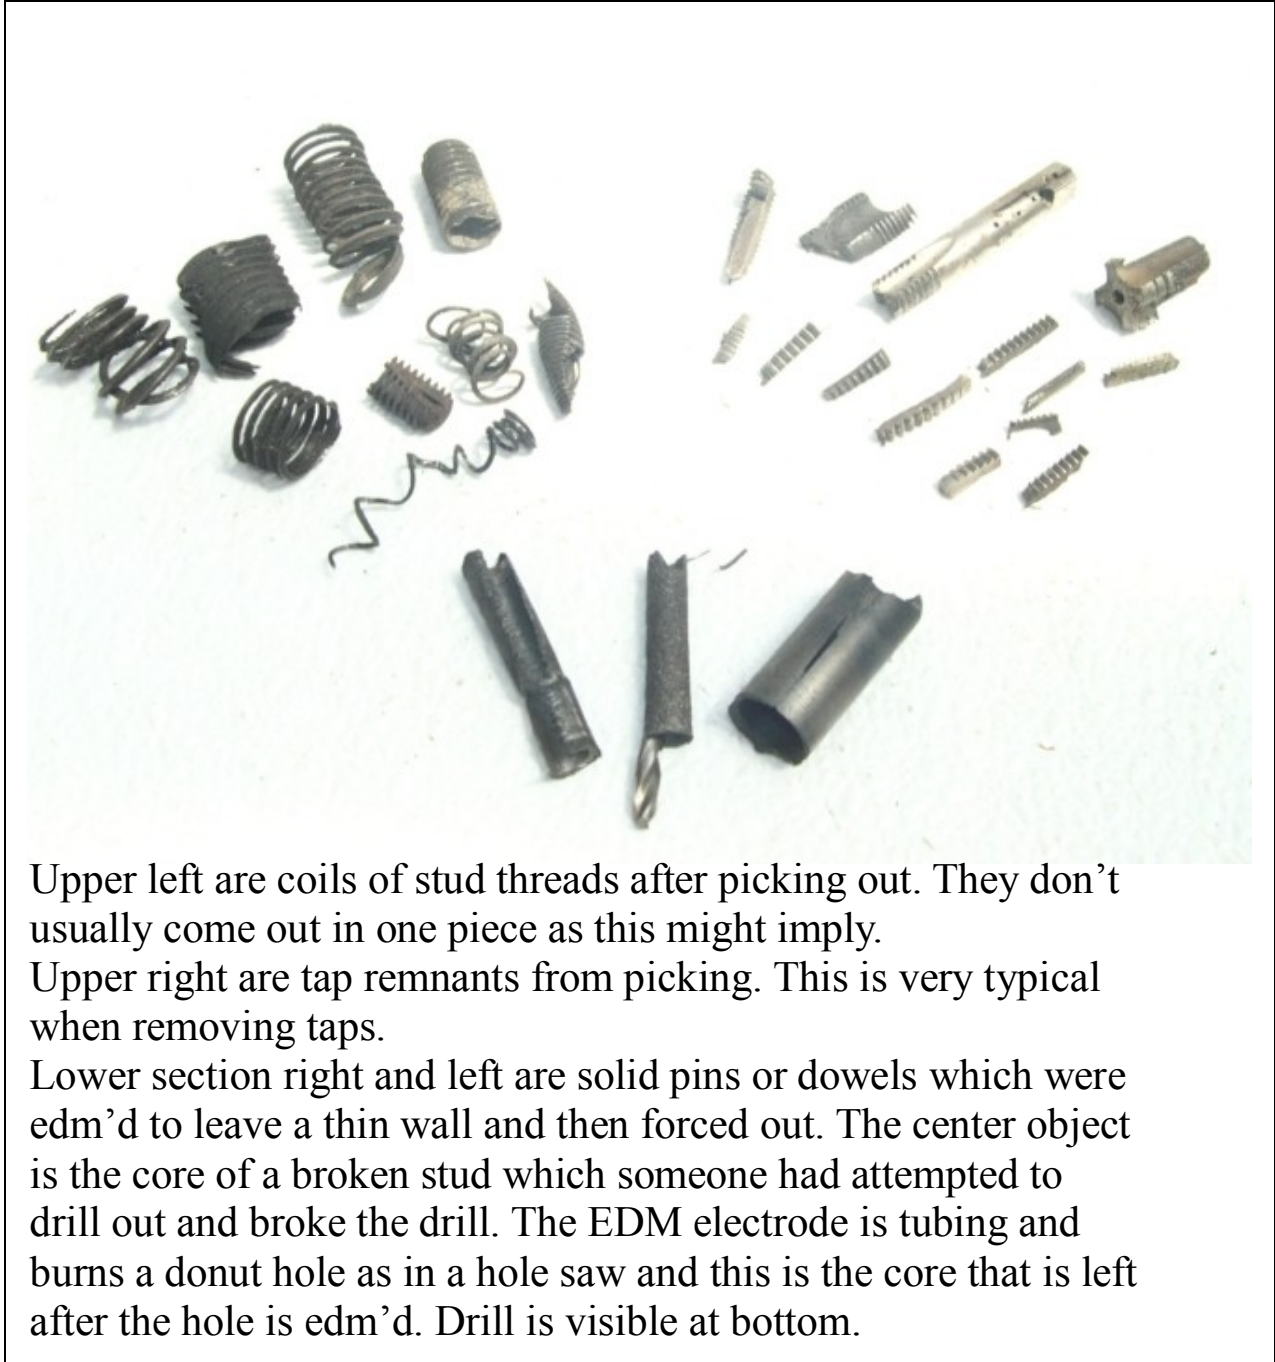 Upper left are coils of stud threads after picking out. They don’t
usually come out in one piece as this might imply.
Upper right are tap remnants from picking. This is very typical
when removing taps.
Lower section right and left are solid pins or dowels which were
edm’d to leave a thin wall and then forced out. The center object
is the core of a broken stud which someone had attempted to
drill out and broke the drill. The EDM electrode is tubing and
burns a donut hole as in a hole saw and this is the core that is left
after the hole is edm’d. Drill is visible at bottom.